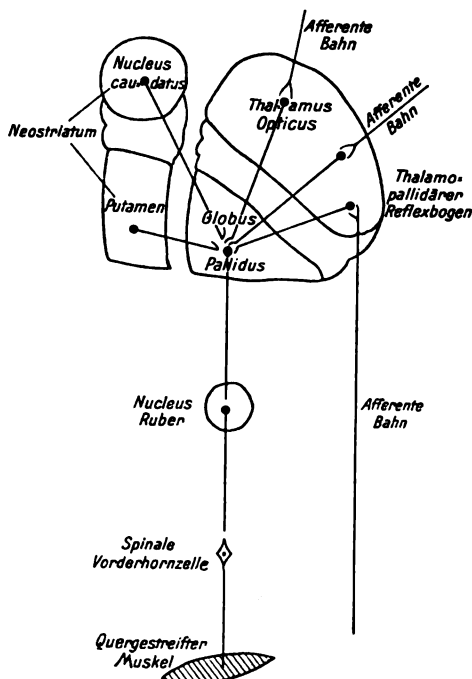 Afferente
Bahn
Nucleus
caudatus
Thalamus
Opticus
Afferente
Bahn
Neostriatum
Thalamo-
pallidärer
Reflexbogen
Putamen
Globus
Pallidus
Nucleus
Ruber
Afferente
Bahn
Spinale
Vorderhornzelle
Quergestreifter
Muskel